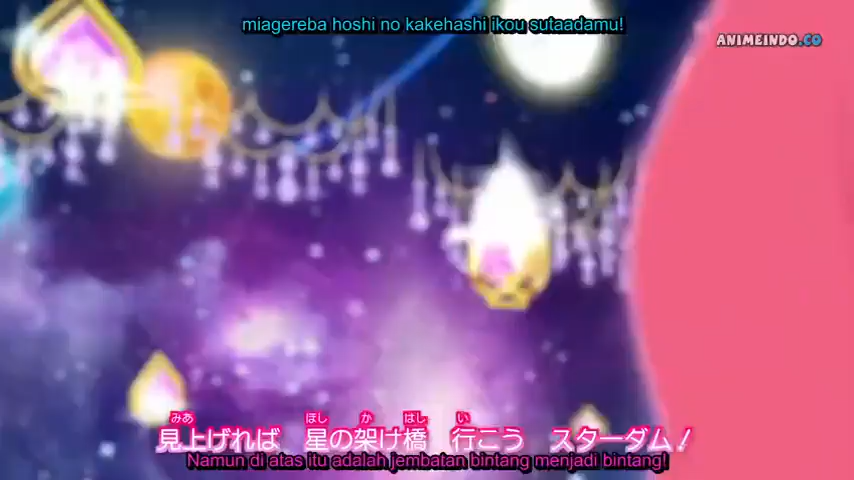 miagereba hoshi no kakehashi ikou sutaadamu!
ANIMEINDO.CO
みあ ほし か はし い
見上げれば 星の架け橋 行こう スターダム!
Namun di atas itu adalah jembatan bintang menjadi bintang!